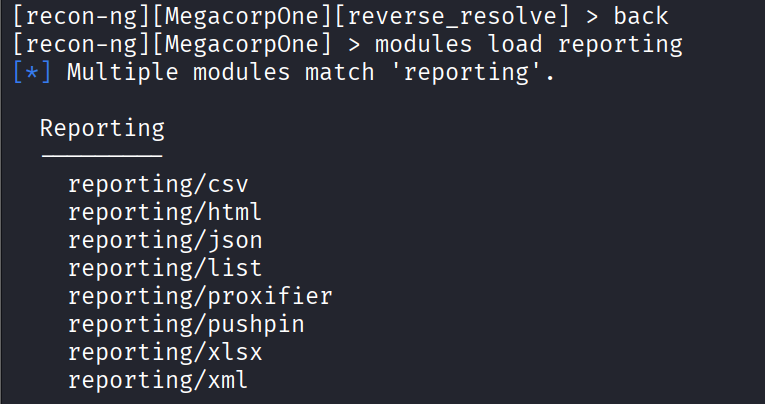 [recon-ng][MegacorpOne][reverse_resolve] > back
[recon-ng][MegacorpOne] > modules load reporting
[*] Multiple modules match 'reporting'.
Reporting
---------
reporting/csv
reporting/html
reporting/json
reporting/list
reporting/proxifier
reporting/pushpin
reporting/xlsx
reporting/xml